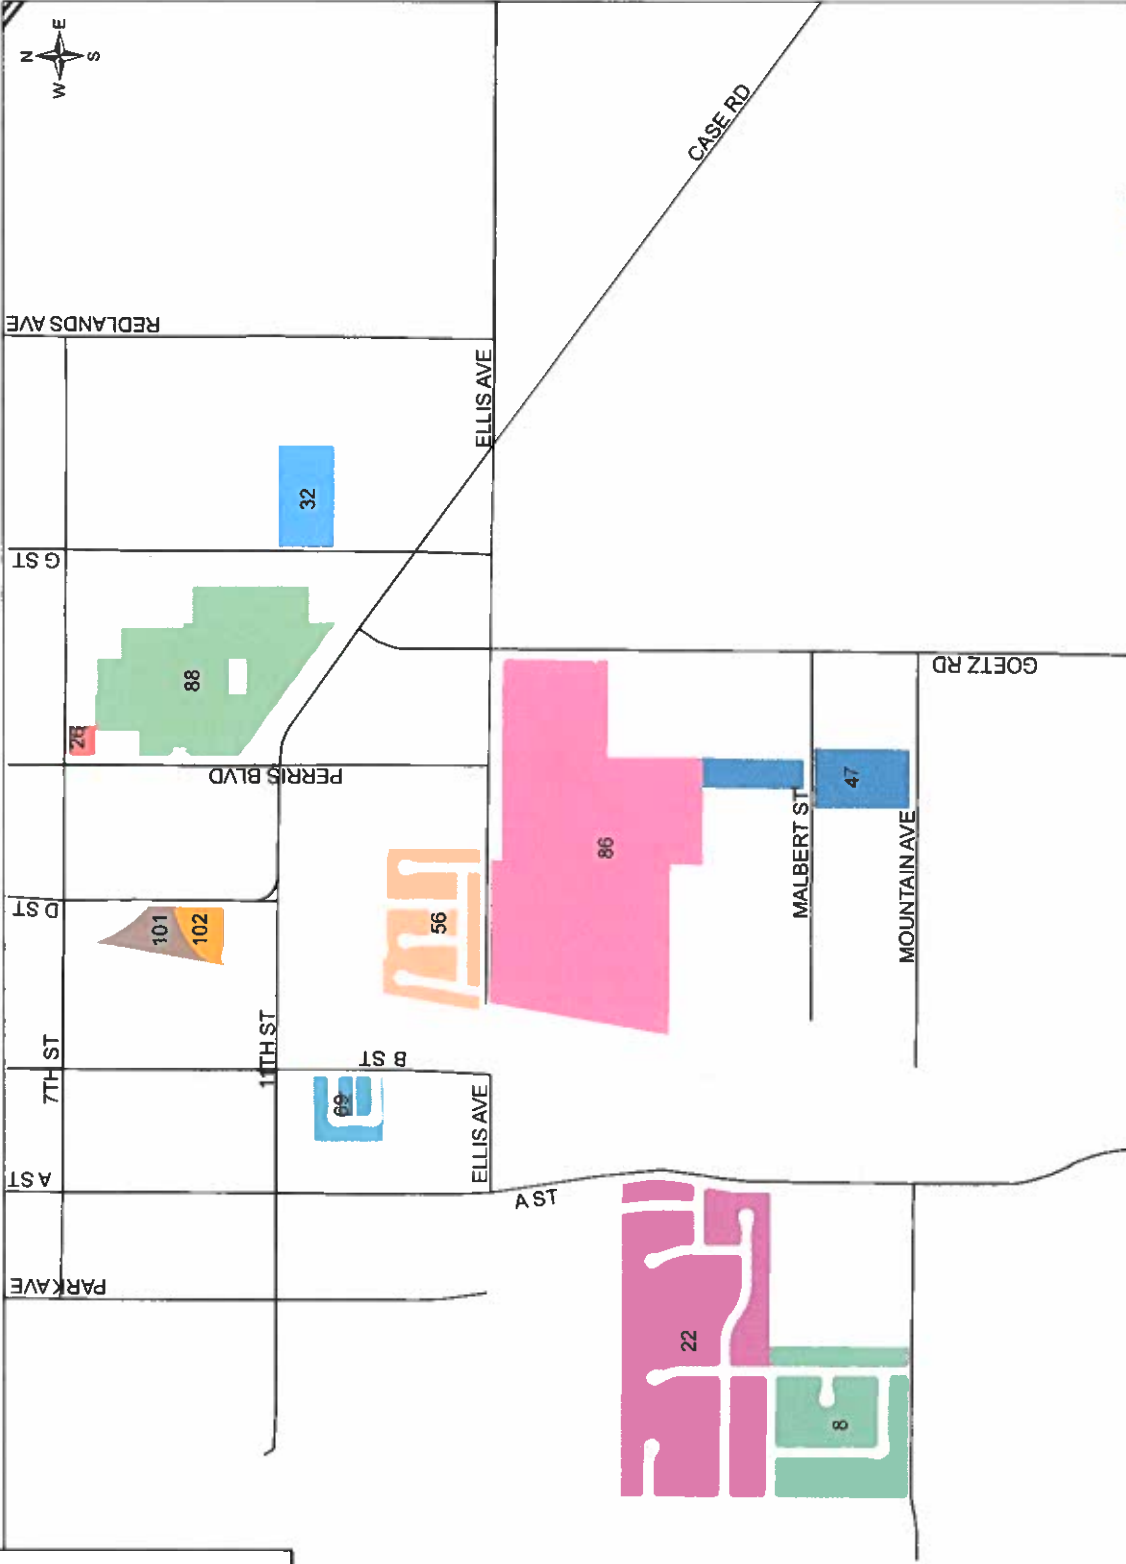 N
E
W
S
CASE RD
REDLANDS AVE
ELLIS AVE
32
G ST
88
26
PERRIS BLVD
GOETZ RD
47
MALBERT ST
MOUNTAIN AVE
86
56
D ST
101
102
7TH ST
11TH ST
B ST
69
ELLIS AVE
A ST
A ST
PARK AVE
22
8